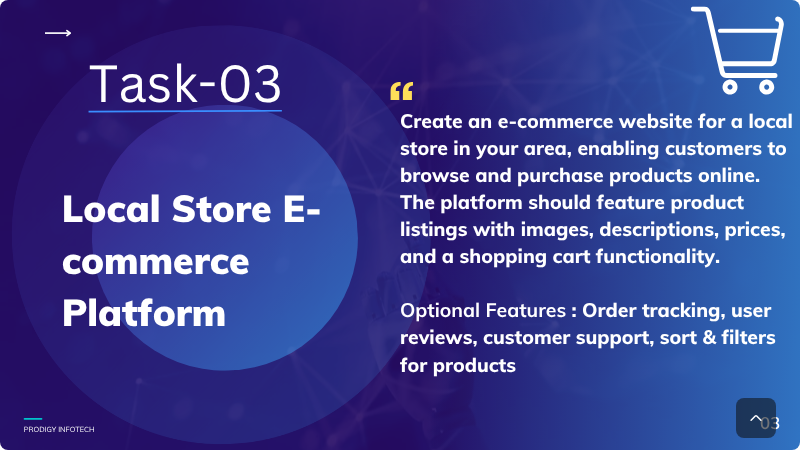 Task-03
Local Store E-
commerce
Platform
“
Create an e-commerce website for a local
store in your area, enabling customers to
browse and purchase products online.
The platform should feature product
listings with images, descriptions, prices,
and a shopping cart functionality.
Optional Features : Order tracking, user
reviews, customer support, sort & filters
for products
PRODIGY INFOTECH
03